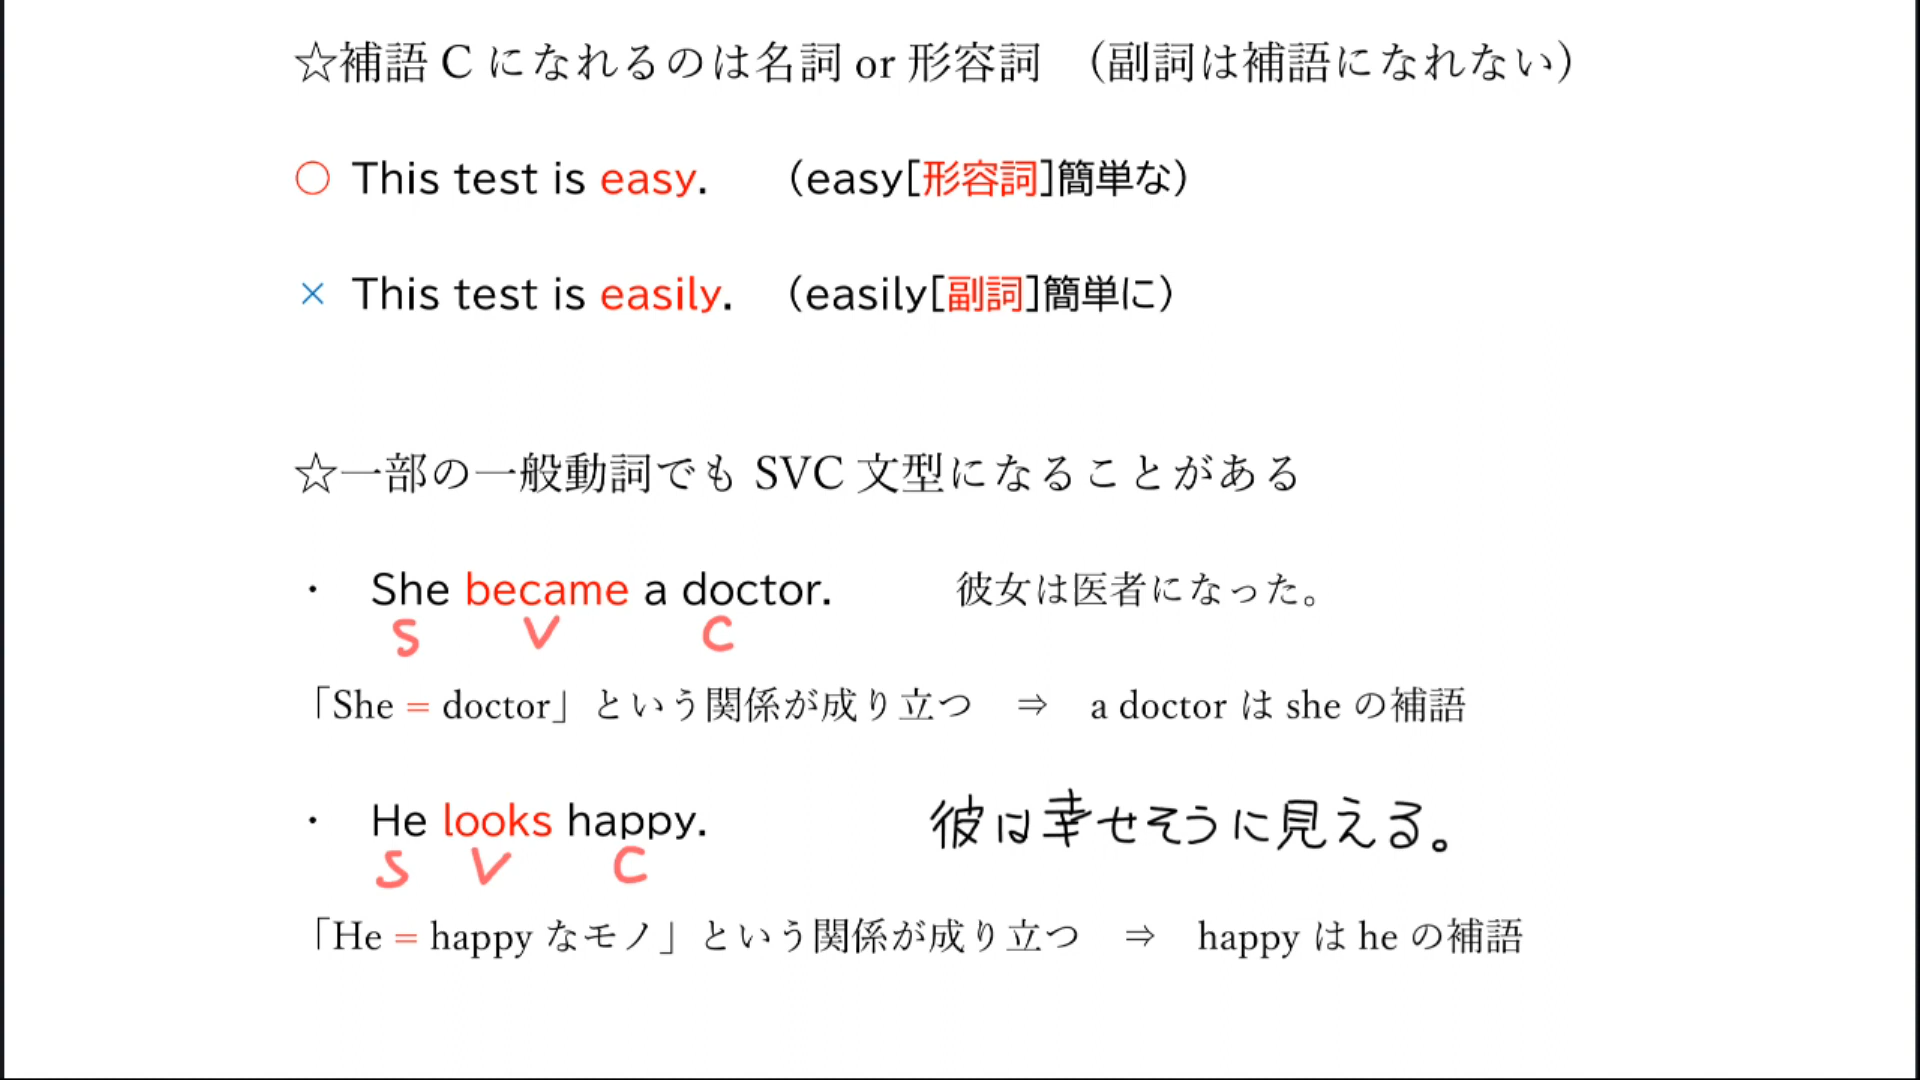 ☆補語 C になれるのは名詞 or 形容詞 （副詞は補語になれない）
○ This test is easy. （easy[形容詞]簡単な）
× This test is easily. （easily[副詞]簡単に）
☆一部の一般動詞でも SVC 文型になることがある
・ She became a doctor. 彼女は医者になった。
S V C
「She = doctor」という関係が成り立つ ⇒ a doctor は she の補語
・ He looks happy. 彼は幸せそうに見える。
S V C
「He = happy なモノ」という関係が成り立つ ⇒ happy は he の補語